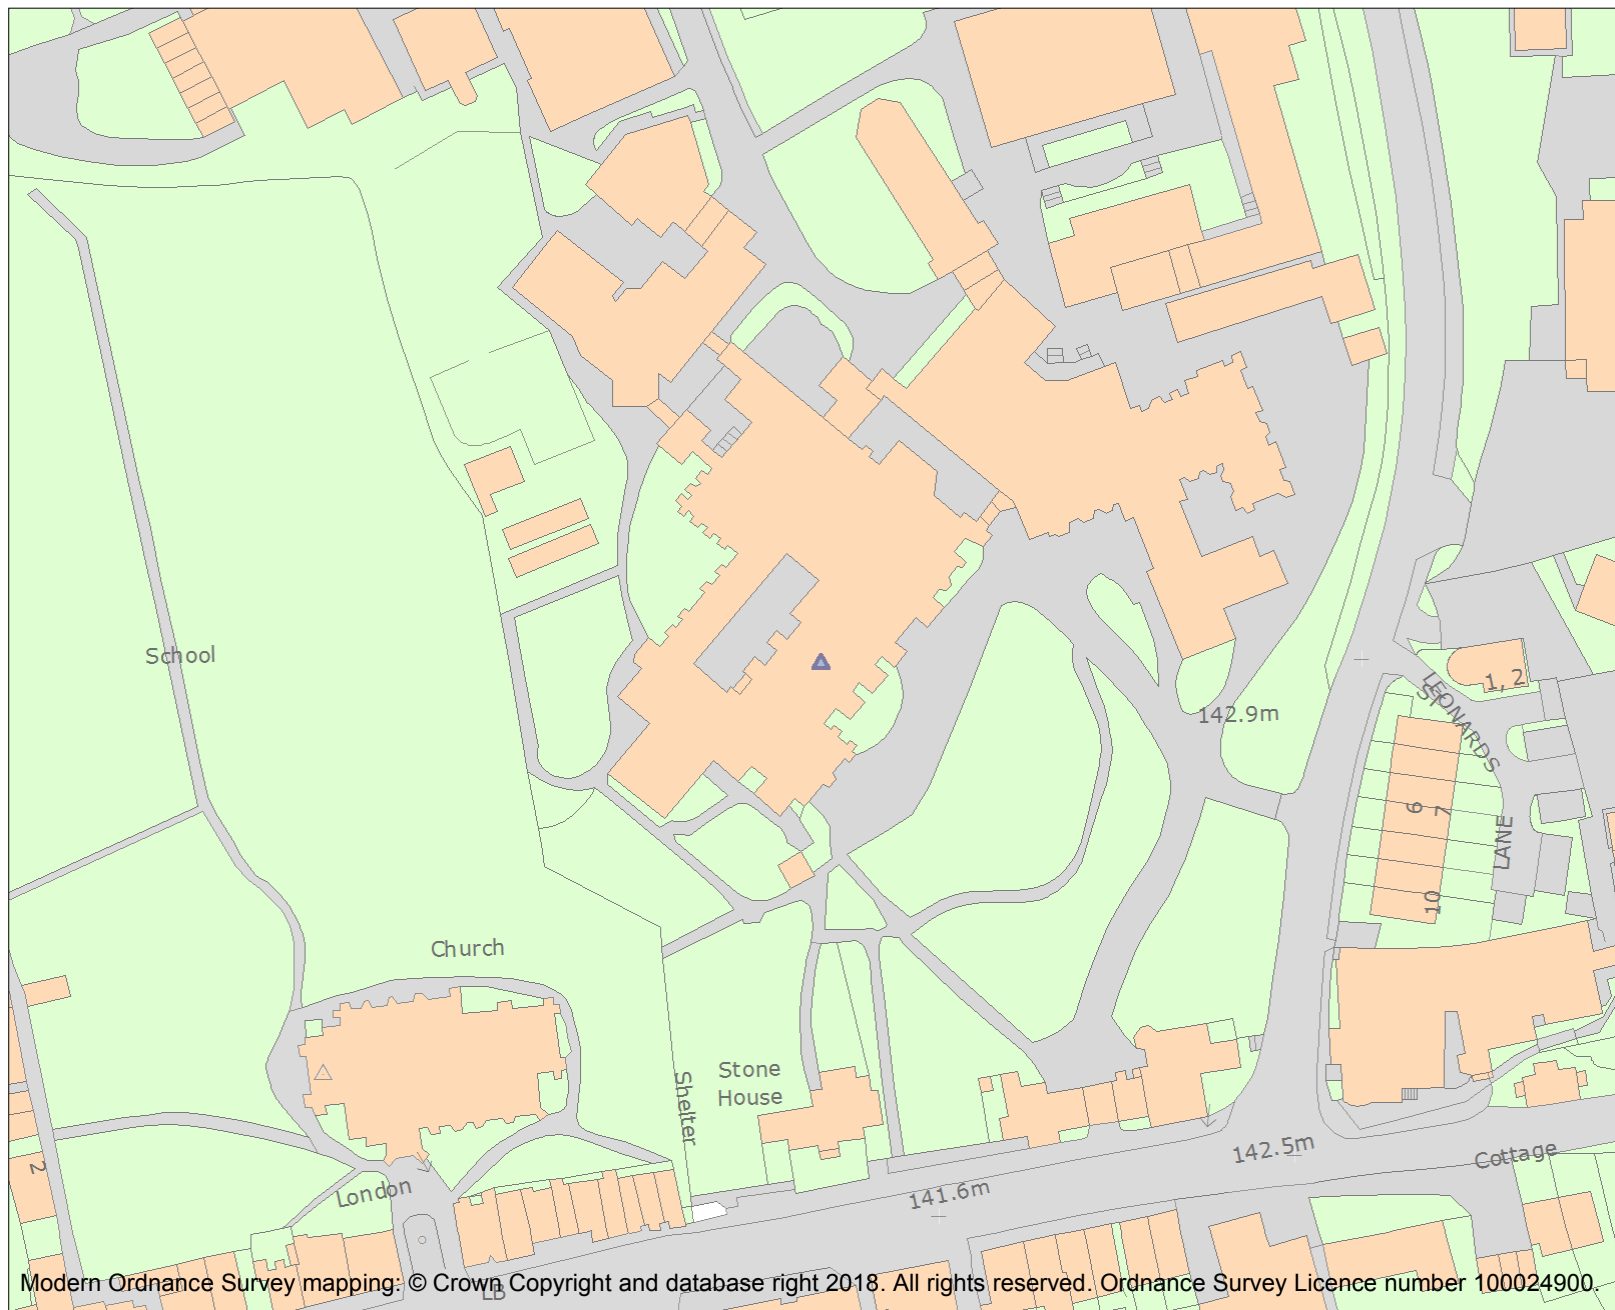 School
142.9m
1, 2
ST
LEONARDS
6
7
LANE
10
Church
Stone
House
Shelter
142.5m
Cottage
2
London
141.6m
LB
Modern Ordnance Survey mapping: © Crown Copyright and database right 2018. All rights reserved. Ordnance Survey Licence number 100024900.